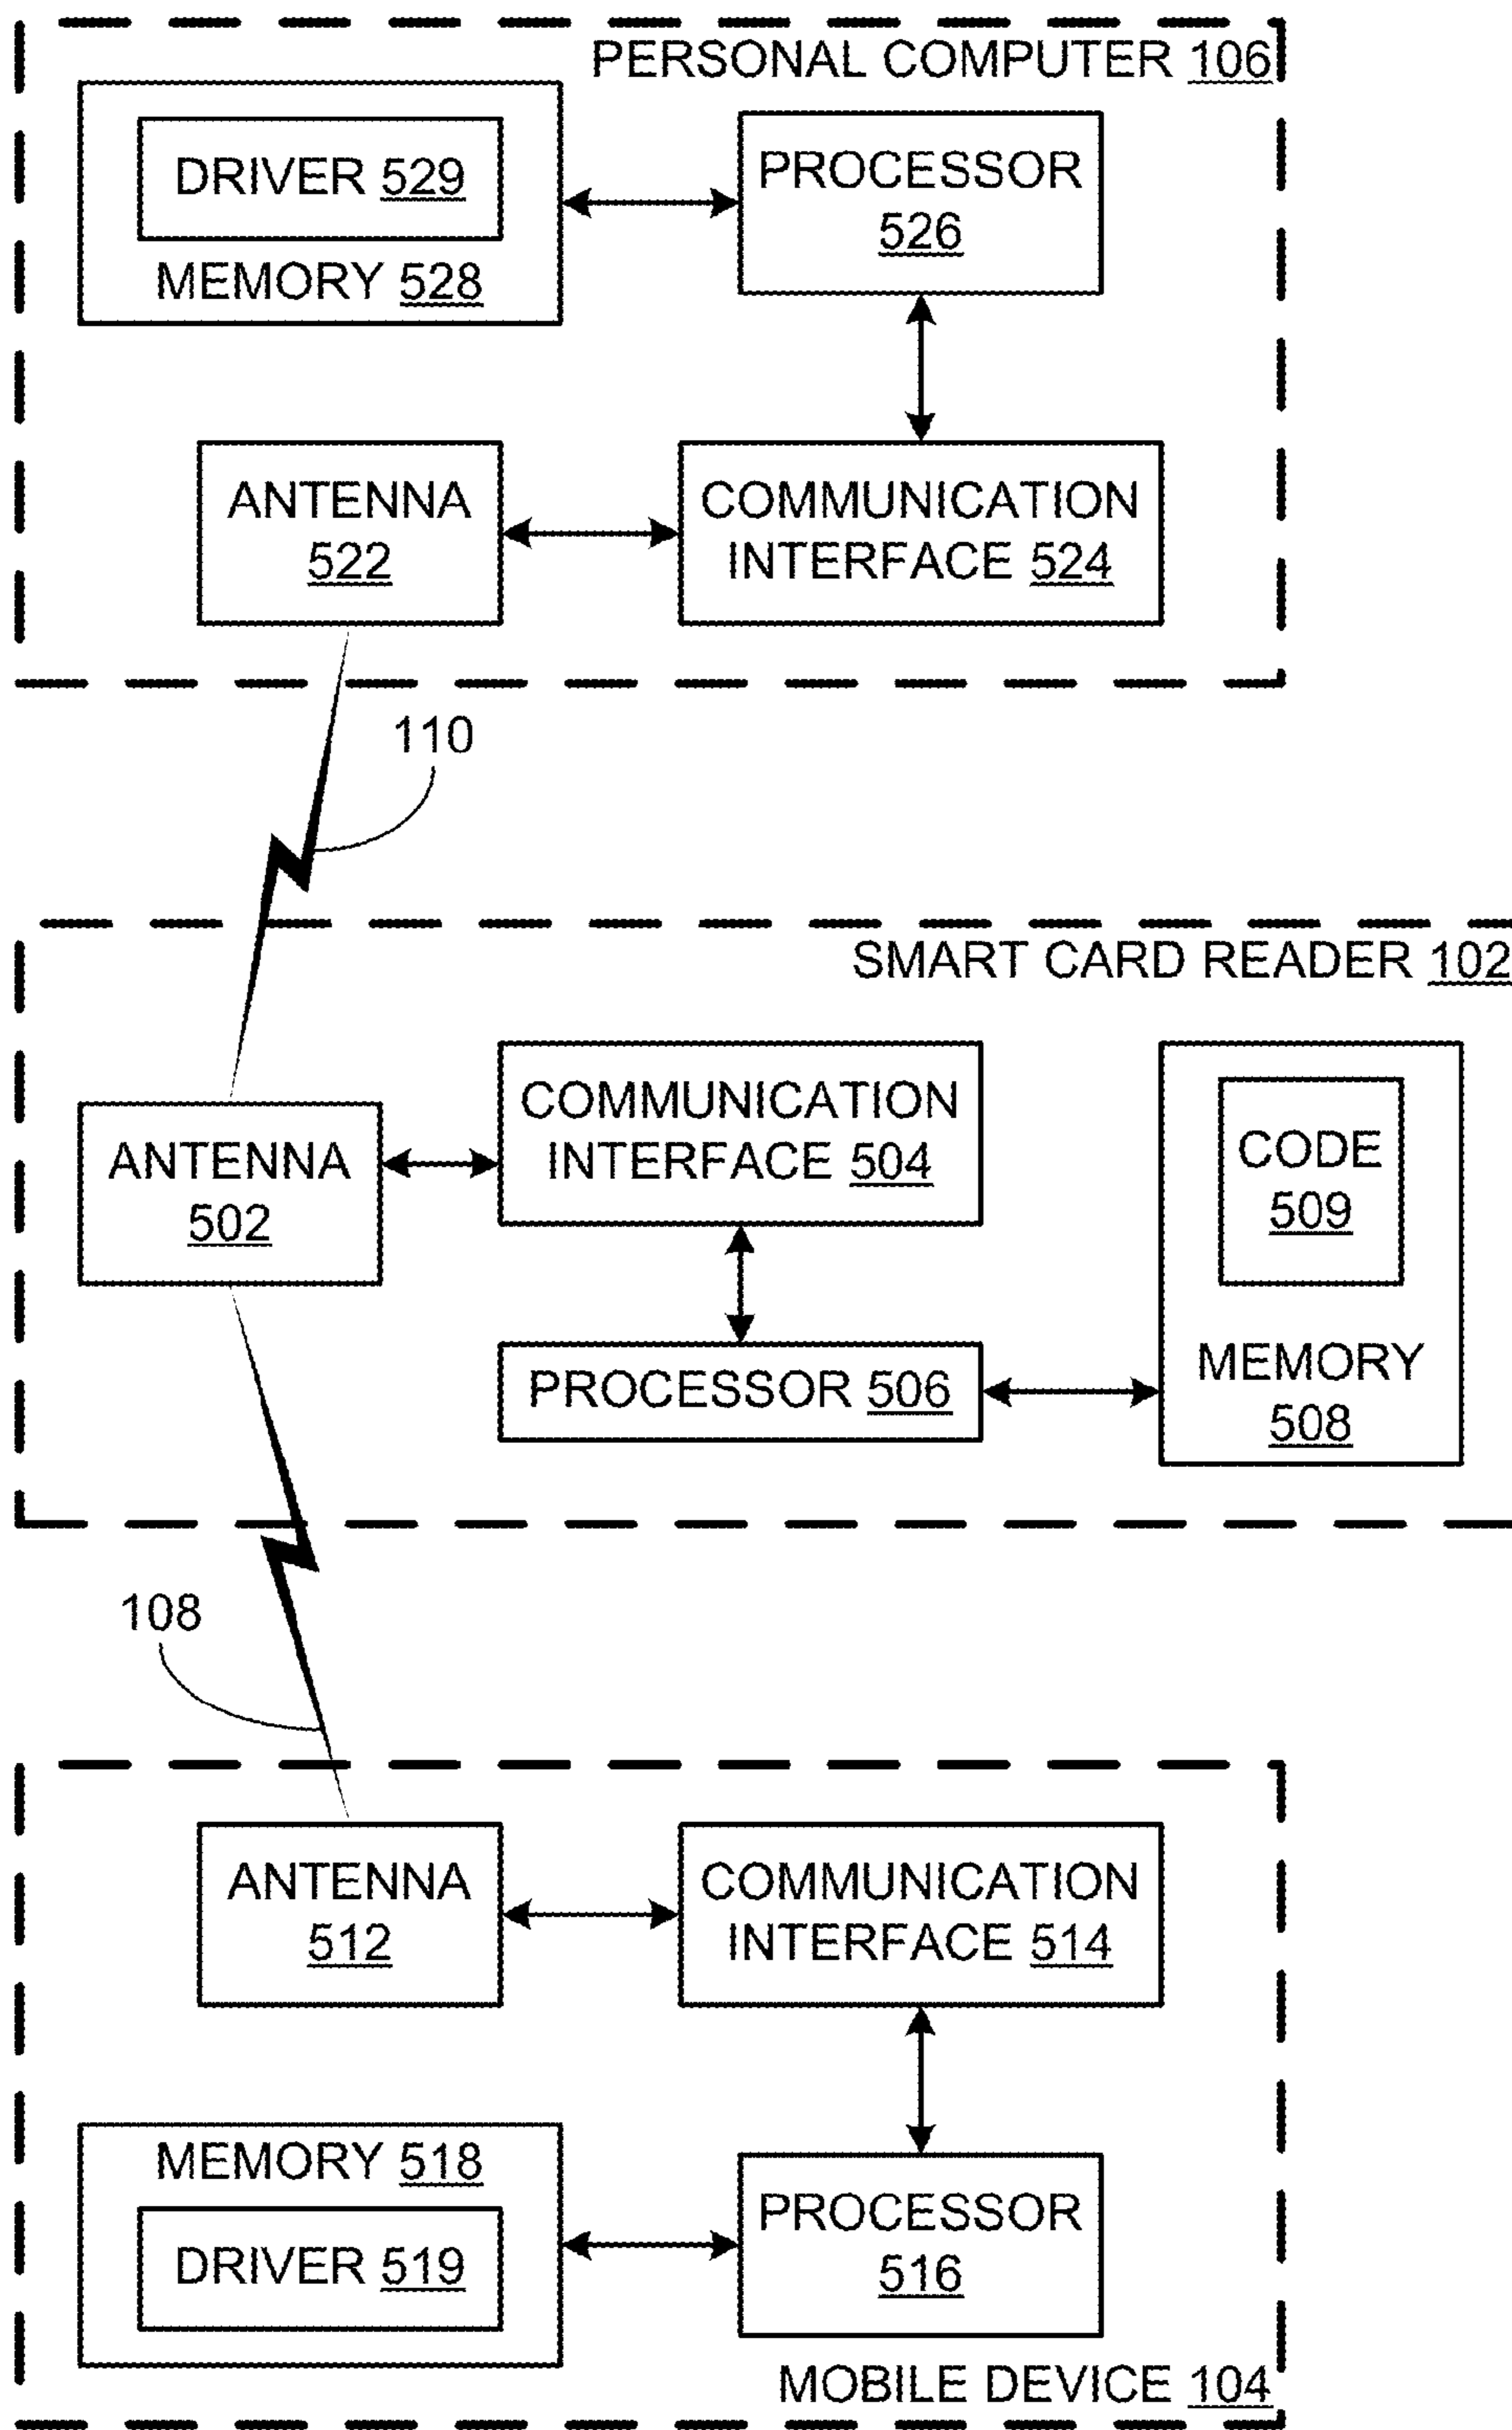 PERSONAL COMPUTER 106
DRIVER 529
MEMORY 528
PROCESSOR
526
ANTENNA
522
COMMUNICATION
INTERFACE 524
110
SMART CARD READER 102
COMMUNICATION
INTERFACE 504
ANTENNA
502
CODE
509
PROCESSOR 506
MEMORY
508
108
ANTENNA
512
COMMUNICATION
INTERFACE 514
MEMORY 518
DRIVER 519
PROCESSOR
516
MOBILE DEVICE 104